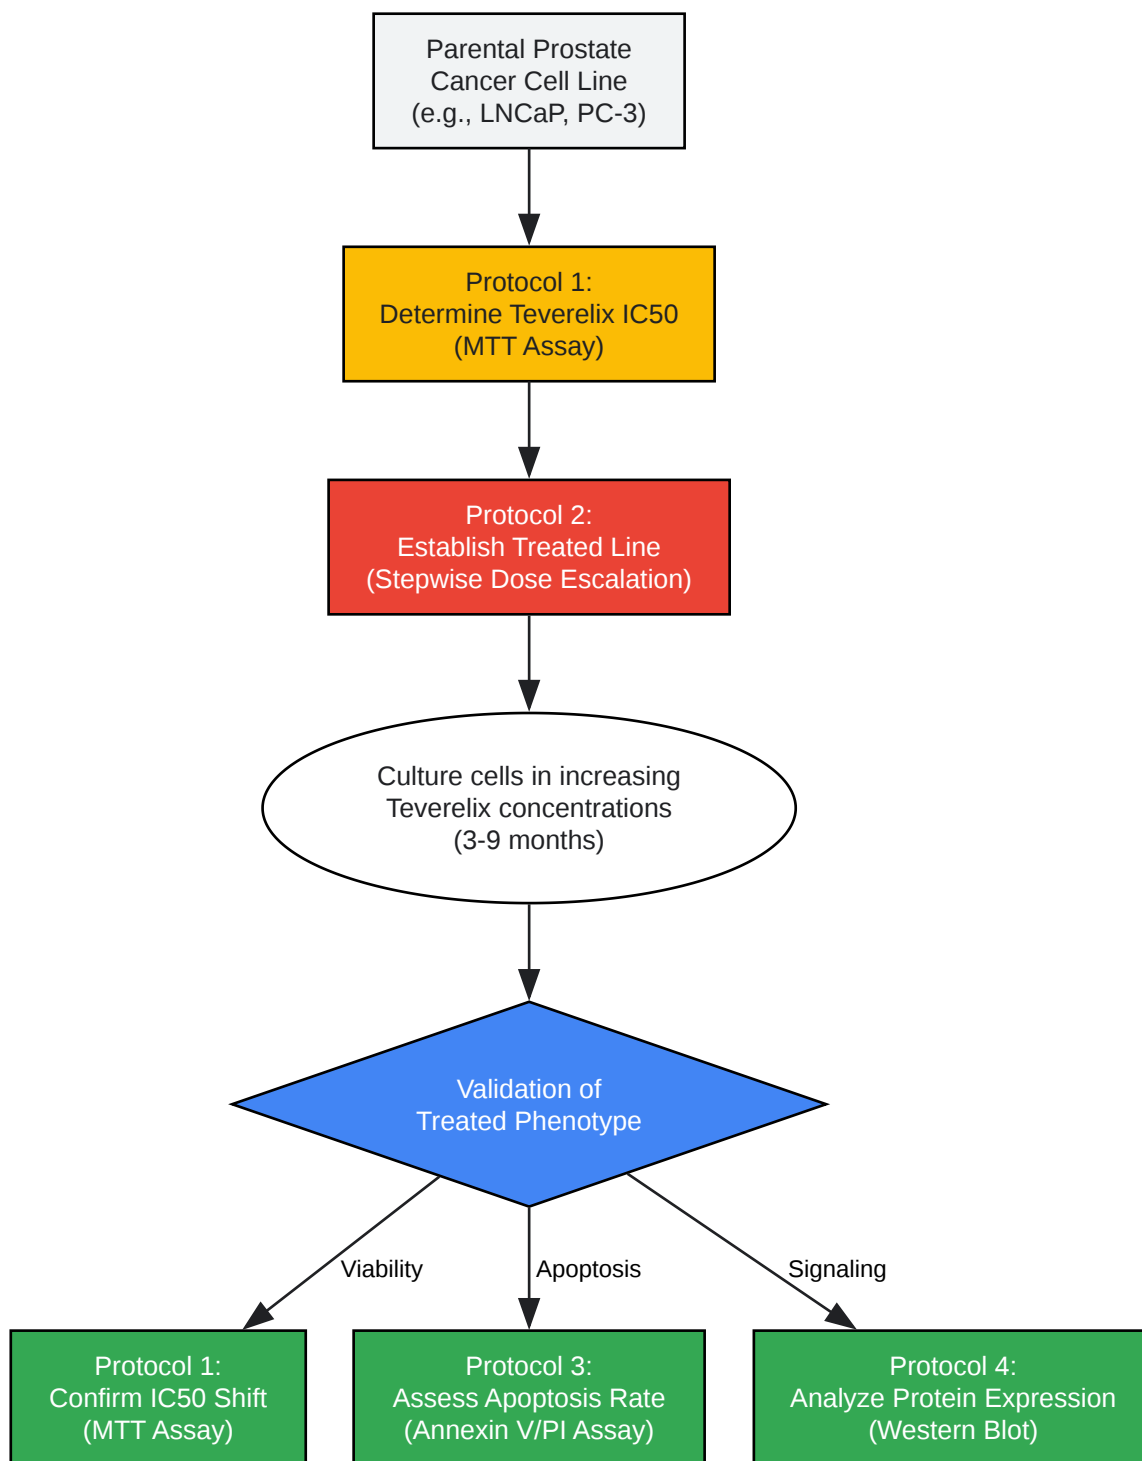 Parental Prostate
Cancer Cell Line
(e.g., LNCaP, PC-3)
Protocol 1:
Determine Teverelix IC50
(MTT Assay)
Protocol 2:
Establish Treated Line
(Stepwise Dose Escalation)
Culture cells in increasing
Teverelix concentrations
(3-9 months)
Validation of
Treated Phenotype
Viability
Apoptosis
Signaling
Protocol 1:
Confirm IC50 Shift
(MTT Assay)
Protocol 3:
Assess Apoptosis Rate
(Annexin V/PI Assay)
Protocol 4:
Analyze Protein Expression
(Western Blot)